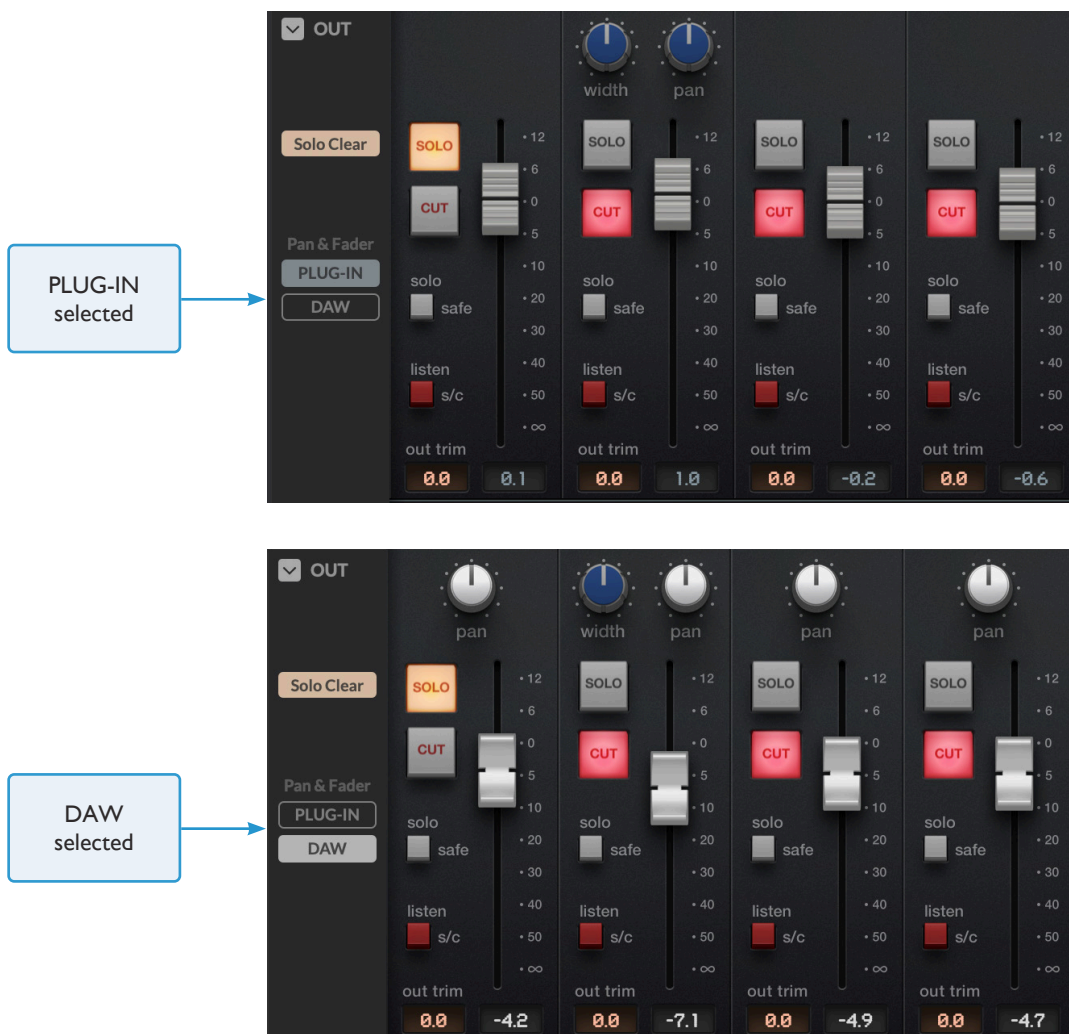 OUT
width pan
Solo Clear SOLO SOLO SOLO SOLO
12 12 12 12
6 6 6 6
CUT CUT CUT CUT
0 0 0 0
5 5 5 5
Pan & Fader
PLUG-IN
DAW
10 10 10 10
solo solo solo solo
safe safe safe safe
20 20 20 20
30 30 30 30
40 40 40 40
listen listen listen listen
s/c s/c s/c s/c
50 50 50 50
∞ ∞ ∞ ∞
out trim out trim out trim out trim
0.0 0.1 0.0 1.0 0.0 -0.2 0.0 -0.6
PLUG-IN
selected
OUT
pan width pan pan pan
Solo Clear SOLO SOLO SOLO SOLO
12 12 12 12
6 6 6 6
CUT CUT CUT CUT
0 0 0 0
5 5 5 5
Pan & Fader
PLUG-IN
DAW
10 10 10 10
solo solo solo solo
safe safe safe safe
20 20 20 20
30 30 30 30
40 40 40 40
listen listen listen listen
s/c s/c s/c s/c
50 50 50 50
∞ ∞ ∞ ∞
out trim out trim out trim out trim
0.0 -4.2 0.0 -7.1 0.0 -4.9 0.0 -4.7
DAW
selected